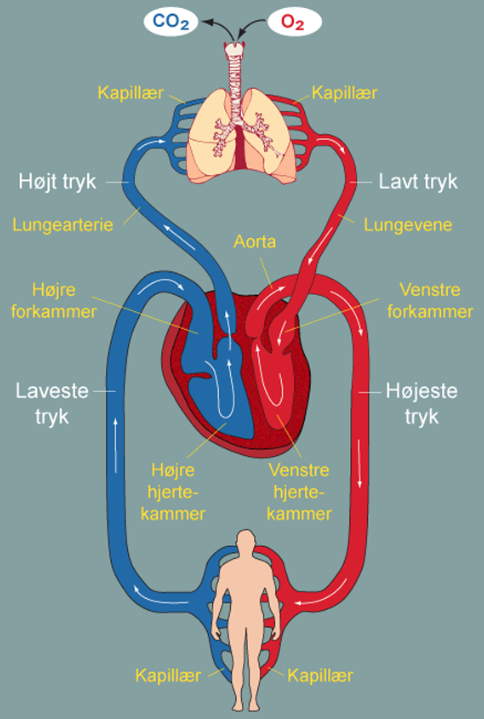 CO2
O2
Kapillær
Kapillær
Højt tryk
Lavt tryk
Lungearterie
Lungevene
Aorta
Højre
forkammer
Venstre
forkammer
Laveste
tryk
Højeste
tryk
Højre
hjerte-
kammer
Venstre
hjerte-
kammer
Kapillær
Kapillær